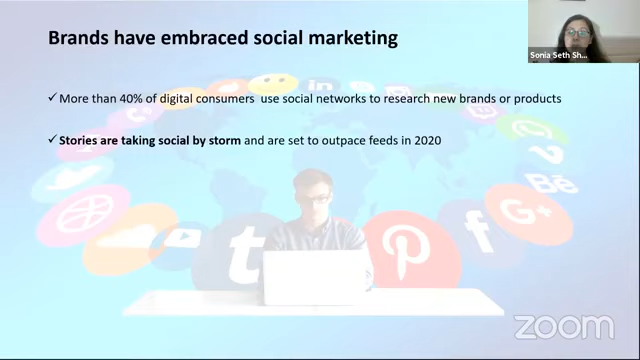 Brands have embraced social marketing
Sonia Seth Sh...
✓More than 40% of digital consumers use social networks to research new brands or products
✓Stories are taking social by storm and are set to outpace feeds in 2020
in
Bē
G+
t
f
zoom